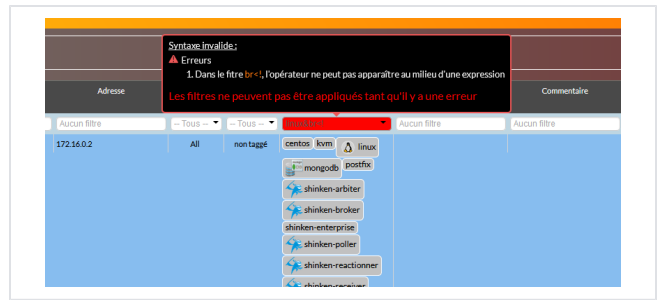 Syntaxe invalide :
Erreurs
1. Dans le fitre br<!, l'opérateur ne peut pas apparaître au milieu d'une expression
Les filtres ne peuvent pas être appliqués tant qu'il y a une erreur
Adresse
Commentaire
Aucun filtre
-- Tous --
-- Tous --
Aucun filtre
Aucun filtre
172.16.0.2
All
non taggé
centos
kvm
linux
mongodb
postfix
shinken-arbiter
shinken-broker
shinken-enterprise
shinken-poller
shinken-reactionner
shinken-receiver